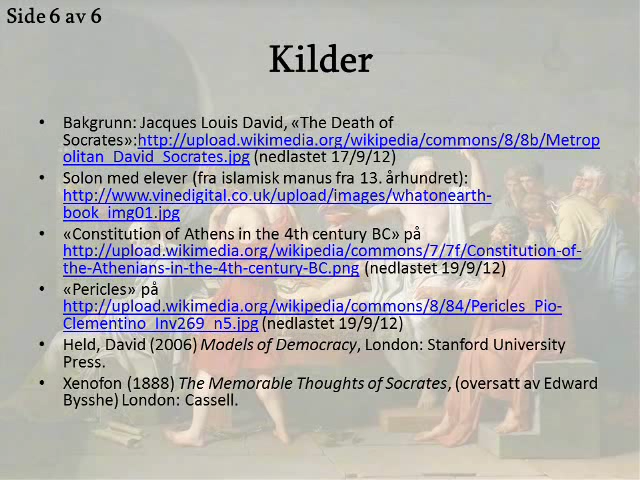 Side 6 av 6
Kilder
• Bakgrunn: Jacques Louis David, «The Death of
Socrates»:http://upload.wikimedia.org/wikipedia/commons/8/8b/Metrop
olitan_David_Socrates.jpg (nedlastet 17/9/12)
• Solon med elever (fra islamisk manus fra 13. århundret):
http://www.vinedigital.co.uk/upload/images/whatonearth-
book_img01.jpg
• «Constitution of Athens in the 4th century BC» på
http://upload.wikimedia.org/wikipedia/commons/7/7f/Constitution-of-
the-Athenians-in-the-4th-century-BC.png (nedlastet 19/9/12)
• «Pericles» på
http://upload.wikimedia.org/wikipedia/commons/8/84/Pericles_Pio-
Clementino_Inv269_n5.jpg (nedlastet 19/9/12)
• Held, David (2006) Models of Democracy, London: Stanford University
Press.
• Xenofon (1888) The Memorable Thoughts of Socrates, (oversatt av Edward
Bysshe) London: Cassell.